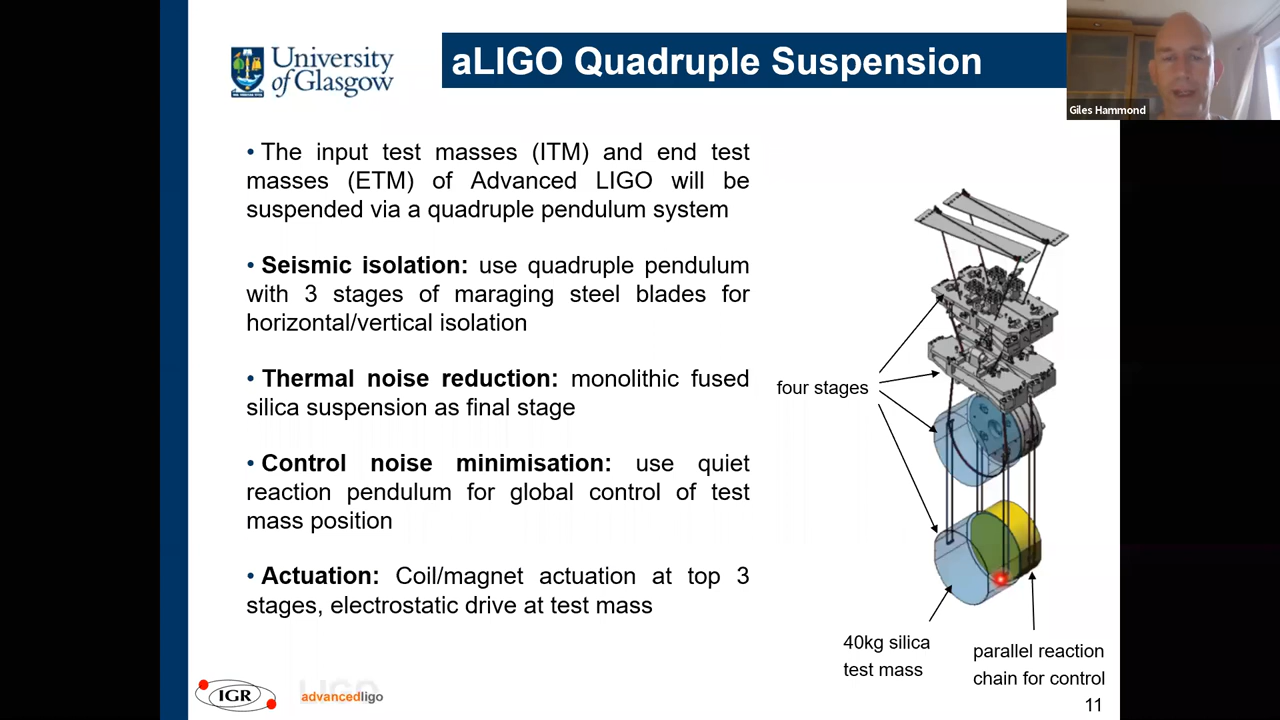 University
of Glasgow
aLIGO Quadruple Suspension
Giles Hammond
• The input test masses (ITM) and end test
masses (ETM) of Advanced LIGO will be
suspended via a quadruple pendulum system
• Seismic isolation: use quadruple pendulum
with 3 stages of maraging steel blades for
horizontal/vertical isolation
• Thermal noise reduction: monolithic fused
silica suspension as final stage
• Control noise minimisation: use quiet
reaction pendulum for global control of test
mass position
• Actuation: Coil/magnet actuation at top 3
stages, electrostatic drive at test mass
four stages
40kg silica
test mass
parallel reaction
chain for control
IGR
LIGO
advancedligo
11